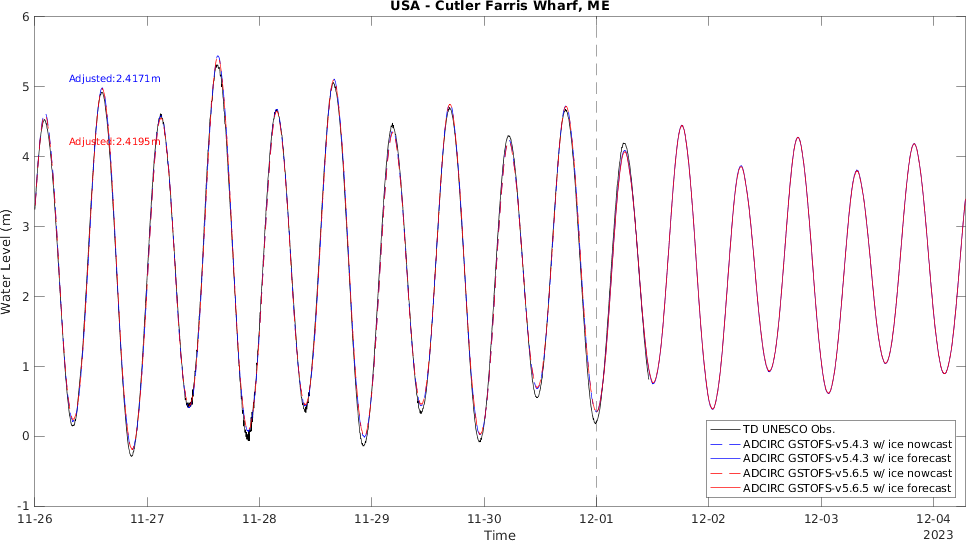 USA - Cutler Farris Wharf, ME
6
5
4
3
2
1
0
-1
Water Level (m)
Adjusted:2.4171m
Adjusted:2.4195m
TD UNESCO Obs.
ADCIRC GSTOFS-v5.4.3 w/ ice nowcast
ADCIRC GSTOFS-v5.4.3 w/ ice forecast
ADCIRC GSTOFS-v5.6.5 w/ ice nowcast
ADCIRC GSTOFS-v5.6.5 w/ ice forecast
11-26 11-27 11-28 11-29 11-30 12-01 12-02 12-03 12-04
Time
2023